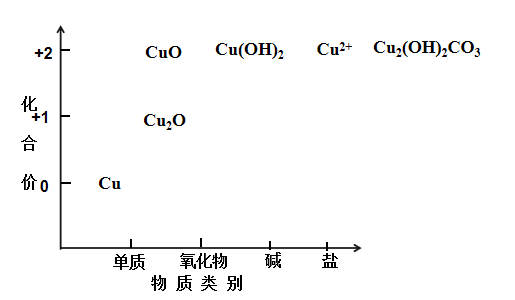 +2 CuO Cu(OH)₂ Cu²⁺ Cu₂(OH)₂CO₃
化
+1 Cu₂O
合
价 0 Cu
单质 氧化物 碱 盐
物 质 类 别